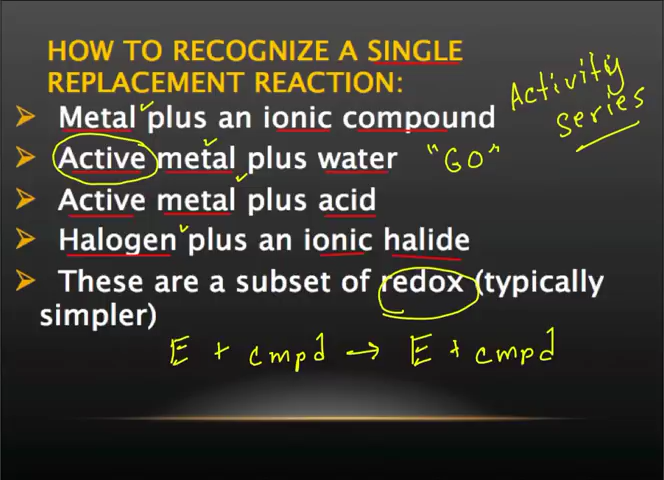 HOW TO RECOGNIZE A SINGLE
REPLACEMENT REACTION:
Metal plus an ionic compound
Active metal plus water "GO"
Active metal plus acid
Halogen plus an ionic halide
These are a subset of redox (typically
simpler)
E + cmpd → E + cmpd
Activity
Series